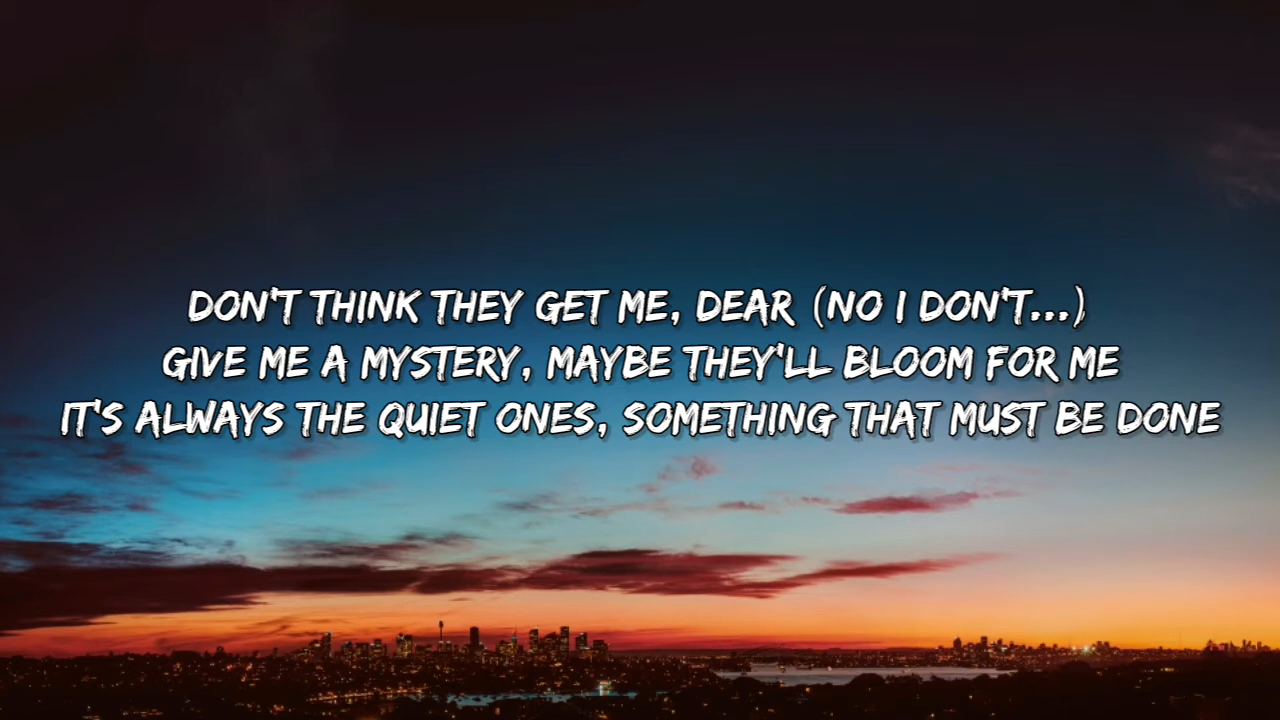 DON'T THINK THEY GET ME, DEAR (NO I DON'T...)
GIVE ME A MYSTERY, MAYBE THEY'LL BLOOM FOR ME
IT'S ALWAYS THE QUIET ONES, SOMETHING THAT MUST BE DONE